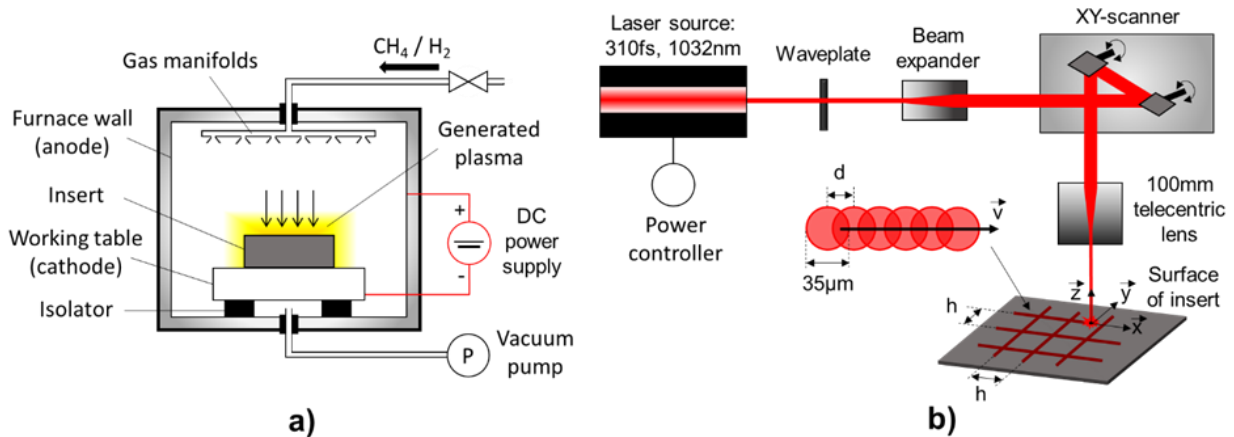 CH4 / H2
Gas manifolds
Furnace wall
(anode)
Generated
plasma
Insert
+
DC
power
supply
-
Working table
(cathode)
Isolator
P
Vacuum
pump
a)
Laser source:
310fs, 1032nm
Waveplate
Beam
expander
XY-scanner
Power
controller
d
v
35µm
100mm
telecentric
lens
Surface
of insert
z
y
x
h
h
b)